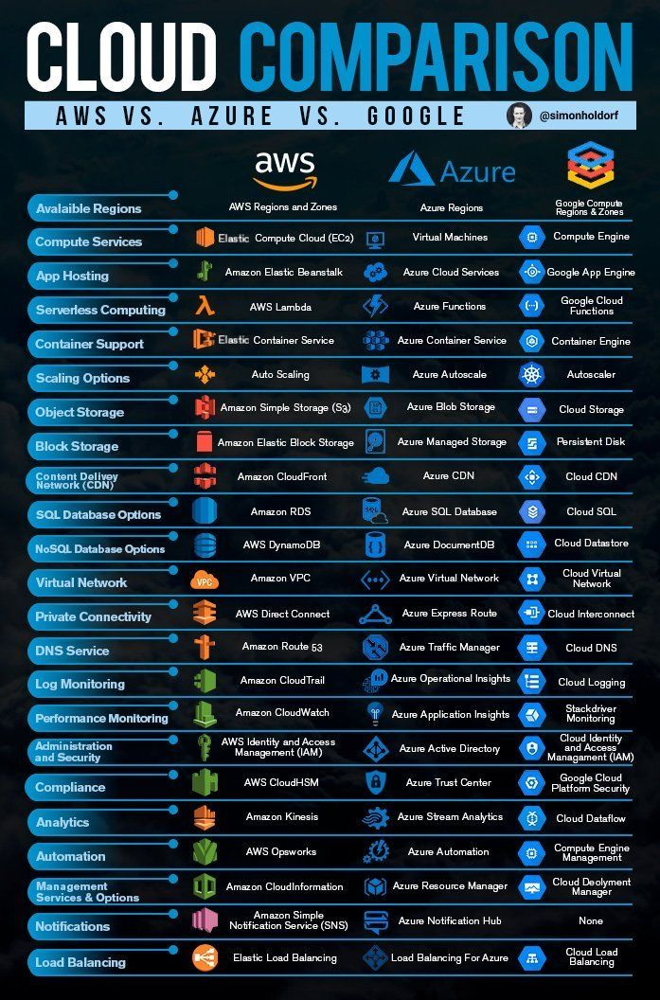 CLOUD COMPARISON
AWS VS. AZURE VS. GOOGLE
@simonholdorf
aws
Azure
Avalaible Regions
AWS Regions and Zones
Azure Regions
Google Compute
Regions & Zones
Compute Services
Elastic Compute Cloud (EC2)
Virtual Machines
Compute Engine
App Hosting
Amazon Elastic Beanstalk
Azure Cloud Services
Google App Engine
Serverless Computing
AWS Lambda
Azure Functions
Google Cloud
Functions
Container Support
Elastic Container Service
Azure Container Service
Container Engine
Scaling Options
Auto Scaling
Azure Autoscale
Autoscaler
Object Storage
Amazon Simple Storage (S3)
Azure Blob Storage
Cloud Storage
Block Storage
Amazon Elastic Block Storage
Azure Managed Storage
Persistent Disk
Content Delivey
Network (CDN)
Amazon CloudFront
Azure CDN
Cloud CDN
SQL Database Options
Amazon RDS
SQL
Azure SQL Database
Cloud SQL
NoSQL Database Options
AWS DynamoDB
Azure DocumentDB
Cloud Datastore
Virtual Network
VPC
Amazon VPC
Azure Virtual Network
Cloud Virtual
Network
Private Connectivity
AWS Direct Connect
Azure Express Route
Cloud Interconnect
DNS Service
Amazon Route 53
Azure Traffic Manager
Cloud DNS
Log Monitoring
Amazon CloudTrail
Azure Operational Insights
Cloud Logging
Performance Monitoring
Amazon CloudWatch
Azure Application Insights
Stackdriver
Monitoring
Administration
and Security
AWS Identity and Access
Management (IAM)
Azure Active Directory
Cloud Identity
and Access
Managament (IAM)
Compliance
AWS CloudHSM
Azure Trust Center
Google Cloud
Platform Security
Analytics
Amazon Kinesis
Azure Stream Analytics
Cloud Dataflow
Automation
AWS Opsworks
Azure Automation
Compute Engine
Management
Management
Services & Options
Amazon CloudInformation
Azure Resource Manager
Cloud Deolyment
Manager
Notifications
Amazon Simple
Notification Service (SNS)
Azure Notification Hub
None
Load Balancing
Elastic Load Balancing
Load Balancing For Azure
Cloud Load
Balancing